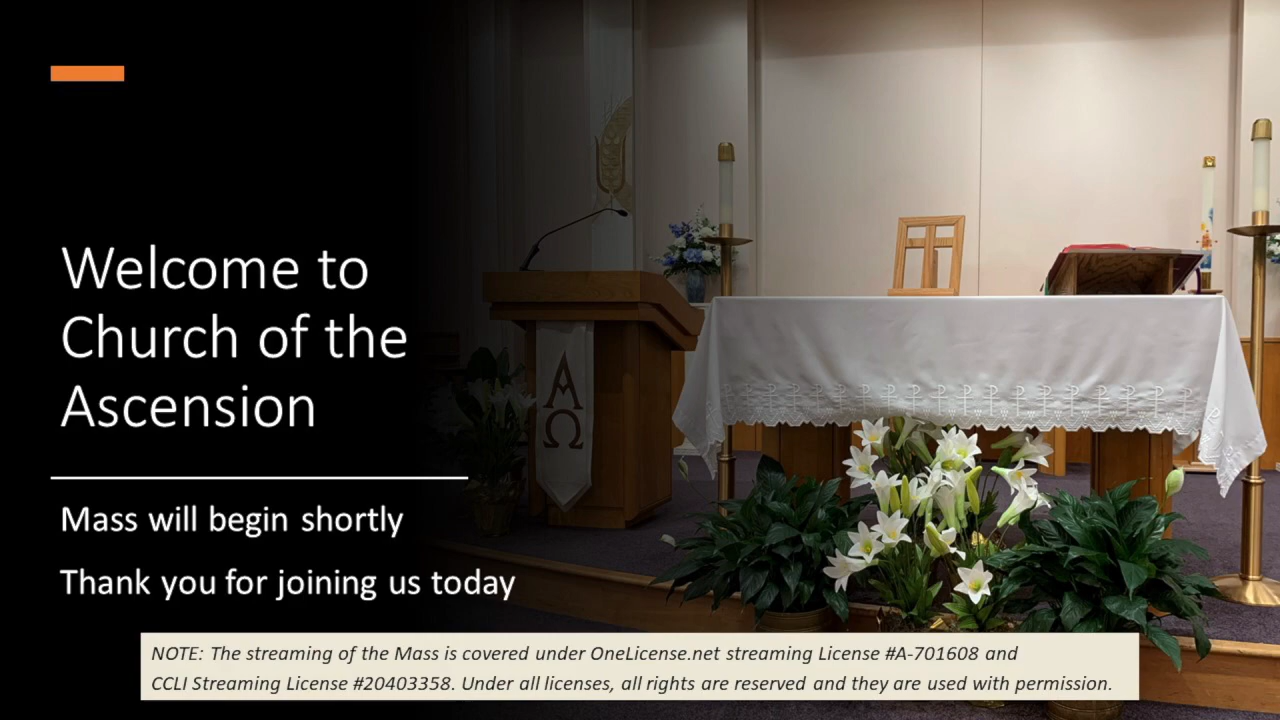 Welcome to
Church of the
Ascension
Mass will begin shortly
Thank you for joining us today
Α
Ω
NOTE: The streaming of the Mass is covered under OneLicense.net streaming License #A-701608 and
CCLI Streaming License #20403358. Under all licenses, all rights are reserved and they are used with permission.